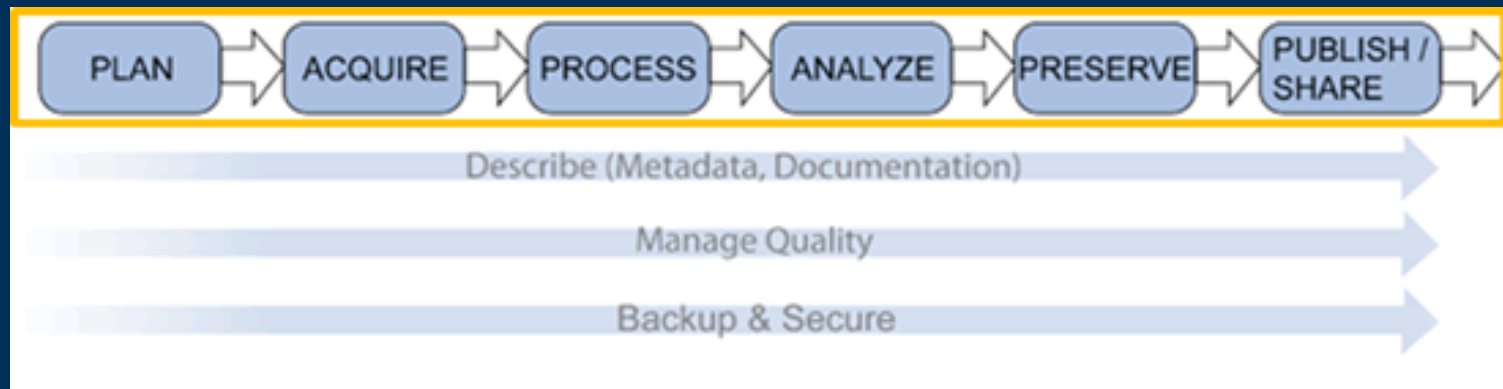 PLAN
ACQUIRE
PROCESS
ANALYZE
PRESERVE
PUBLISH /
SHARE
Describe (Metadata, Documentation)
Manage Quality
Backup & Secure